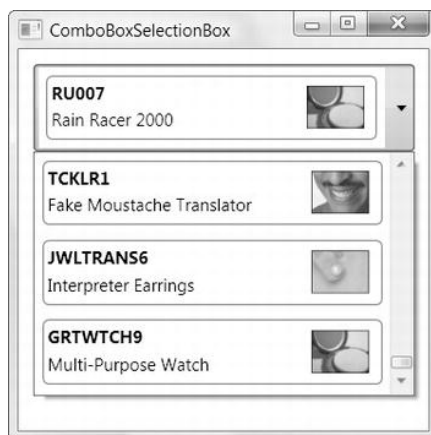 ComboBoxSelectionBox
RU007
Rain Racer 2000
TCKLR1
Fake Moustache Translator
JWLTRANS6
Interpreter Earrings
GRTWTCH9
Multi-Purpose Watch